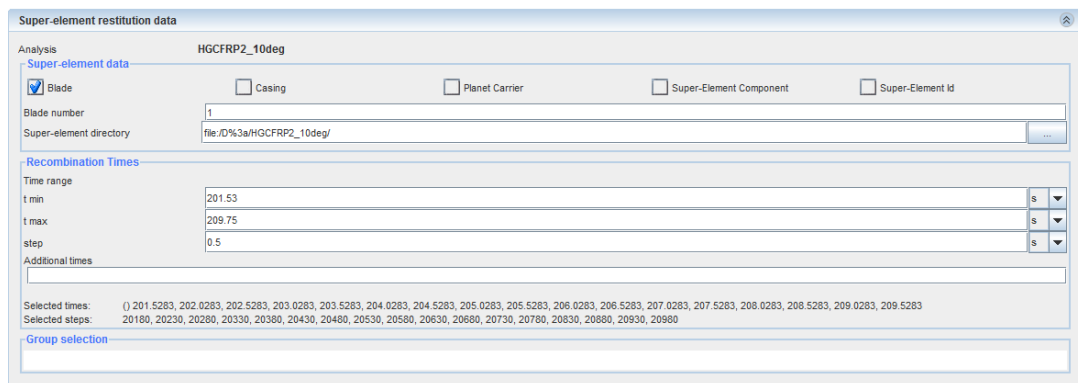 Super-element restitution data
Analysis HGCFRP2_10deg
Super-element data
Blade Casing Planet Carrier Super-Element Component Super-Element Id
Blade number 1
Super-element directory file:/D%3a/HGCFRP2_10deg/ ...
Recombination Times
Time range
t min 201.53 s
t max 209.75 s
step 0.5 s
Additional times
Selected times: () 201.5283, 202.0283, 202.5283, 203.0283, 203.5283, 204.0283, 204.5283, 205.0283, 205.5283, 206.0283, 206.5283, 207.0283, 207.5283, 208.0283, 208.5283, 209.0283, 209.5283
Selected steps: 20180, 20230, 20280, 20330, 20380, 20430, 20480, 20530, 20580, 20630, 20680, 20730, 20780, 20830, 20880, 20930, 20980
Group selection